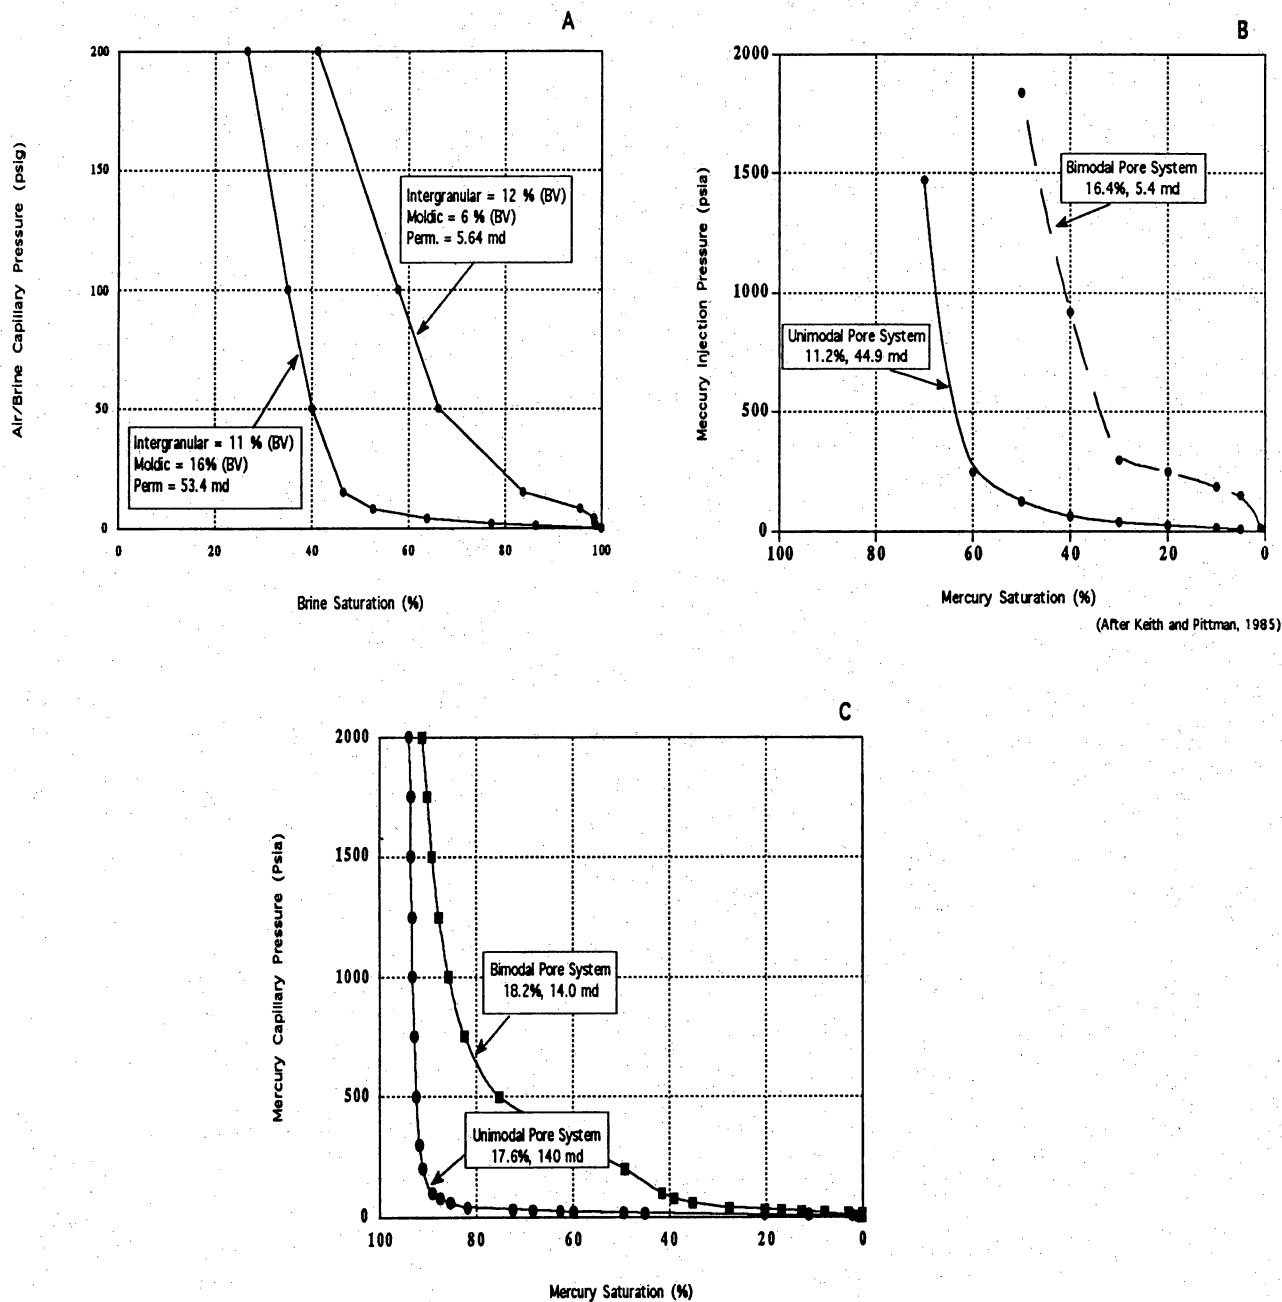 A
Air/Brine Capillary Pressure (psig)
200
150
100
50
0
0 20 40 60 80 100
Brine Saturation (%)
Intergranular = 12 % (BV)
Moldic = 6 % (BV)
Perm. = 5.64 md
Intergranular = 11 % (BV)
Moldic = 16% (BV)
Perm = 53.4 md
B
Meccury Injection Pressure (psia)
2000
1500
1000
500
0
100 80 60 40 20 0
Mercury Saturation (%)
(After Keith and Pittman, 1985)
Bimodal Pore System
16.4%, 5.4 md
Unimodal Pore System
11.2%, 44.9 md
C
Mercury Capillary Pressure (Psia)
2000
1500
1000
500
0
100 80 60 40 20 0
Mercury Saturation (%)
Bimodal Pore System
18.2%, 14.0 md
Unimodal Pore System
17.6%, 140 md